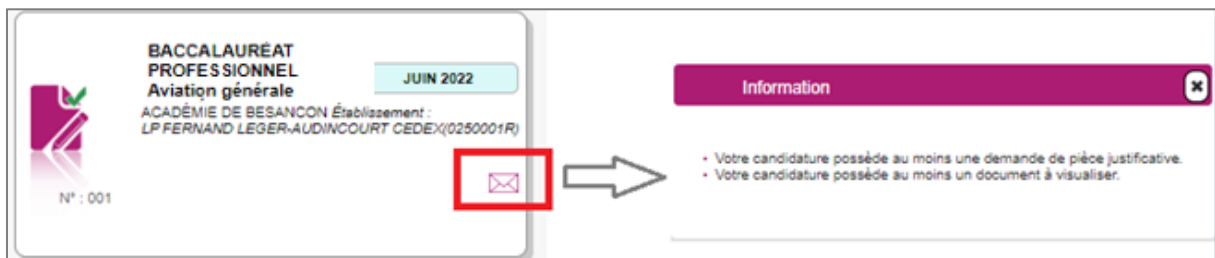 BACCALAURÉAT
PROFESSIONNEL
Aviation générale
JUIN 2022
ACADÉMIE DE BESANCON Établissement :
LP FERNAND LEGER-AUDINCOURT CEDEX(0250001R)
N° : 001
Information
Votre candidature possède au moins une demande de pièce justificative.
Votre candidature possède au moins un document à visualiser.